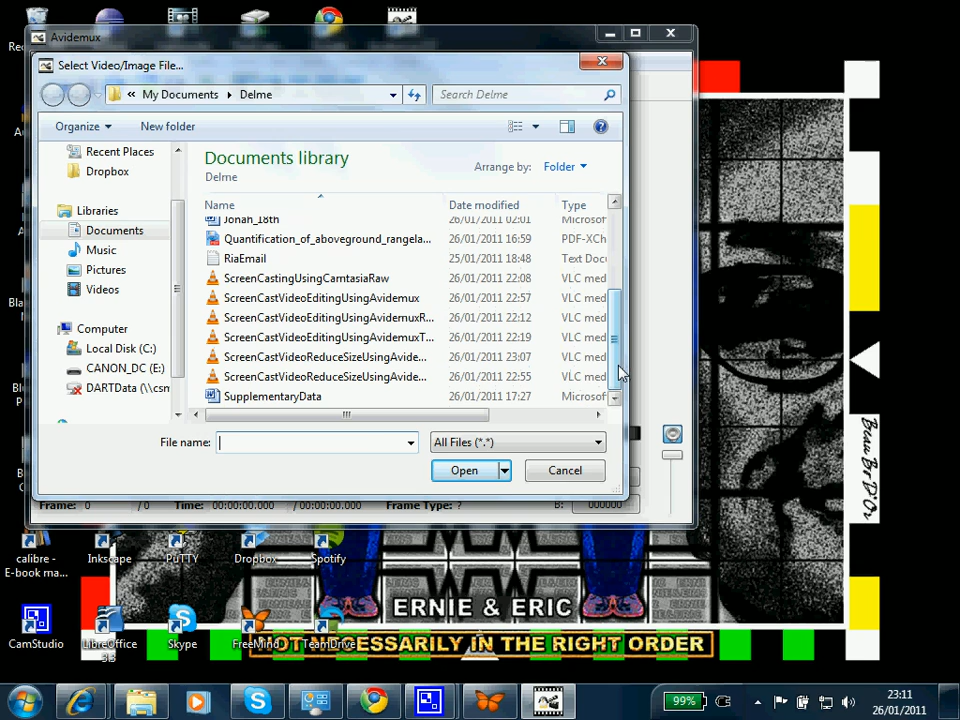 Avidemux
Select Video/Image File...
« My Documents Delme
Search Delme
Organize New folder
Recent Places
Dropbox
Libraries
Documents
Music
Pictures
Videos
Computer
Local Disk (C:)
CANON_DC (E:)
DARTData (\\csm
Documents library
Delme
Arrange by: Folder
Name Date modified Type
Jonah_18th 26/01/2011 02:01 Microsof
Quantification_of_aboveground_rangela... 26/01/2011 16:59 PDF-XCh
RiaEmail 25/01/2011 18:48 Text Docu
ScreenCastingUsingCamtasiaRaw 26/01/2011 22:08 VLC med
ScreenCastVideoEditingUsingAvidemux 26/01/2011 22:57 VLC med
ScreenCastVideoEditingUsingAvidemuxR... 26/01/2011 22:12 VLC med
ScreenCastVideoEditingUsingAvidemuxT... 26/01/2011 22:19 VLC med
ScreenCastVideoReduceSizeUsingAvide... 26/01/2011 23:07 VLC med
ScreenCastVideoReduceSizeUsingAvide... 26/01/2011 22:55 VLC med
SupplementaryData 26/01/2011 17:27 Microsof
File name:
All Files (*.*)
Open Cancel
Frame: 0 /0 Time: 00:00:00.000 /00:00:00.000 Frame Type: ? B: 000000
Beau Bo D'Or
calibre -
E-book ma...
Inkscape
PuTTY
Dropbox
Spotify
ERNIE & ERIC
CamStudio
LibreOffice
3.3
Skype
FreeMind
TeamDrive
NOT NECESSARILY IN THE RIGHT ORDER
99%
23:11
26/01/2011